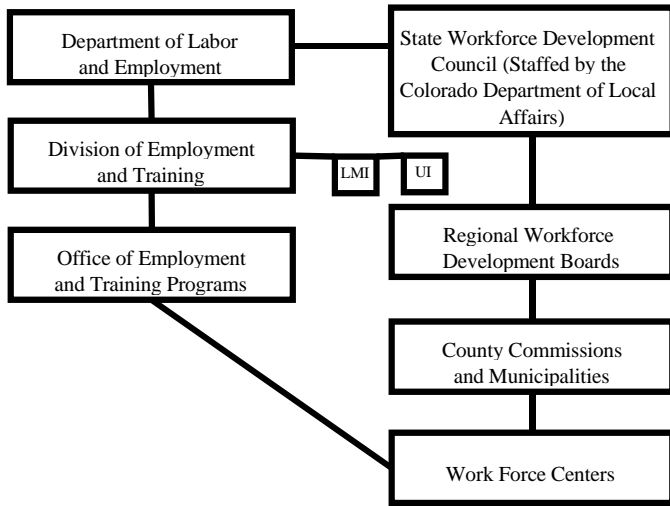 Department of Labor
and Employment
State Workforce Development
Council (Staffed by the
Colorado Department of Local
Affairs)
Division of Employment
and Training
LMI
UI
Regional Workforce
Development Boards
Office of Employment
and Training Programs
County Commissions
and Municipalities
Work Force Centers